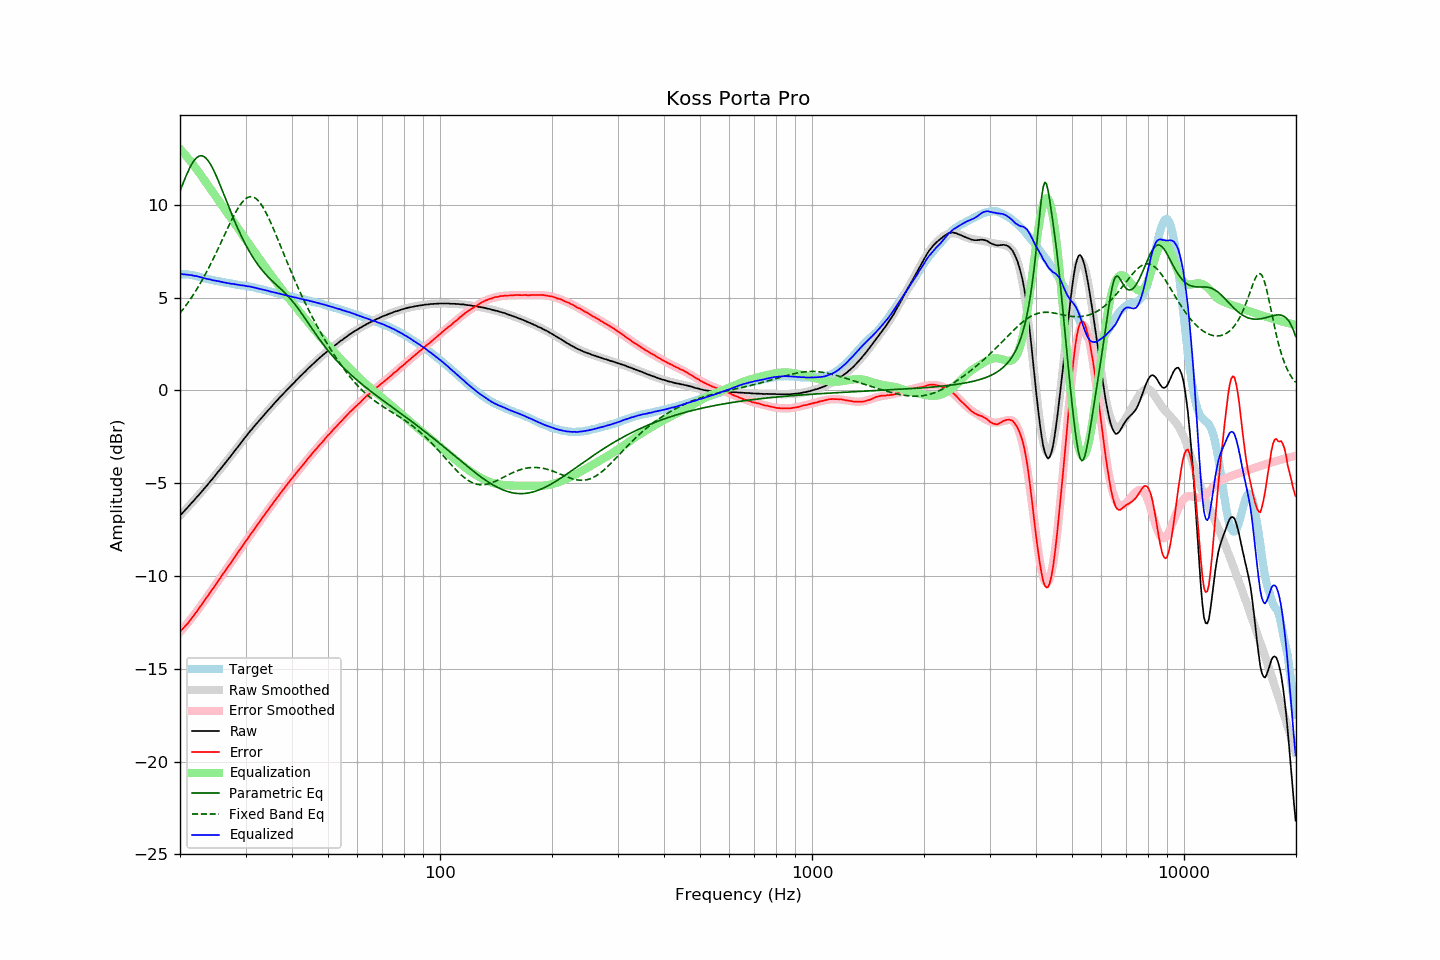 Koss Porta Pro
Amplitude (dBr)
10
5
0
−5
−10
−15
−20
−25
Target
Raw Smoothed
Error Smoothed
Raw
Error
Equalization
Parametric Eq
Fixed Band Eq
Equalized
100
1000
10000
Frequency (Hz)